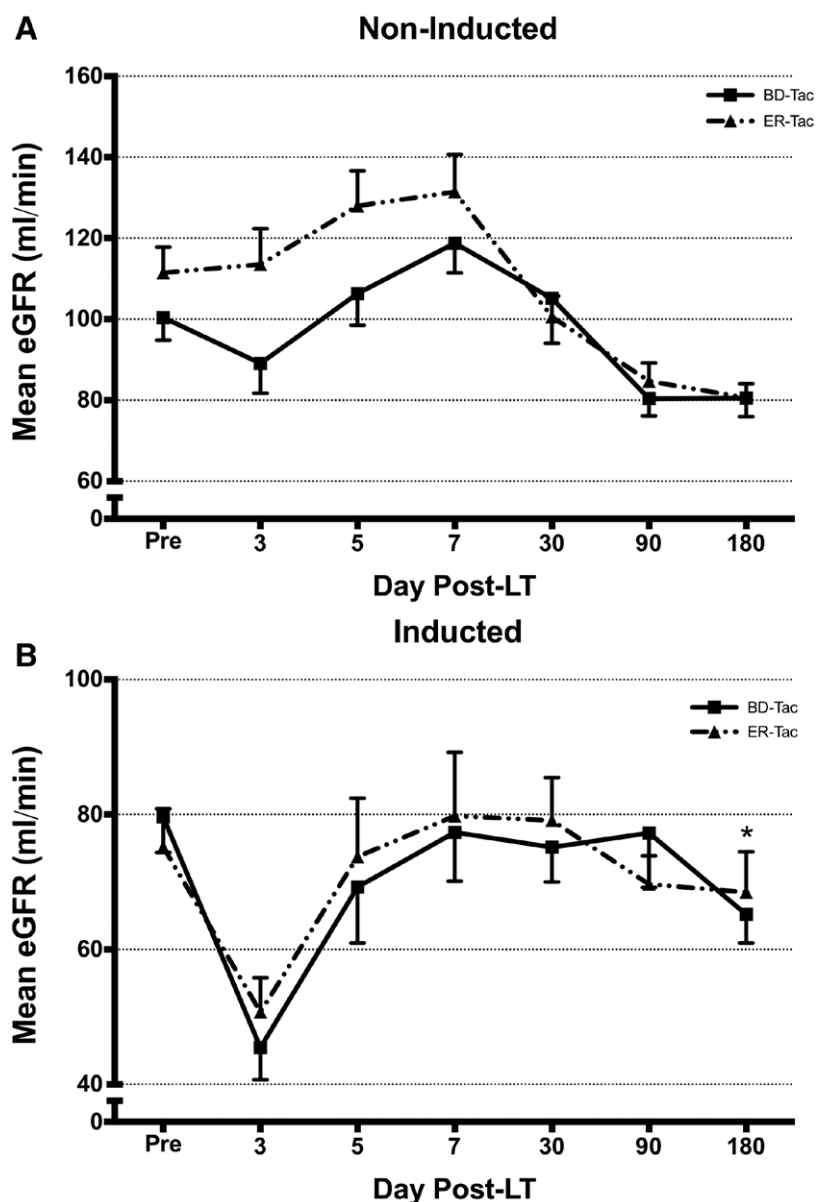 A
Non-Inducted
BD-Tac
ER-Tac
Mean eGFR (ml/min)
160
140
120
100
80
60
0
Pre 3 5 7 30 90 180
Day Post-LT
B
Inducted
BD-Tac
ER-Tac
Mean eGFR (ml/min)
100
80
60
40
0
*
Pre 3 5 7 30 90 180
Day Post-LT